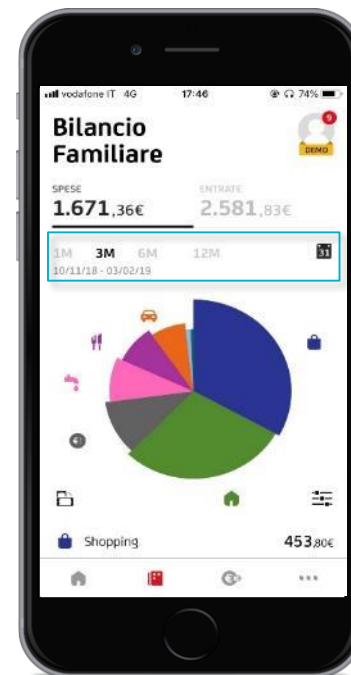 vodafone IT 4G 17:46 74%
Bilancio
Familiare
9
DEMO
SPESE ENTRATE
1.671,36€ 2.581,83€
1M 3M 6M 12M 31
10/11/18 - 03/02/19
Shopping 453,80€